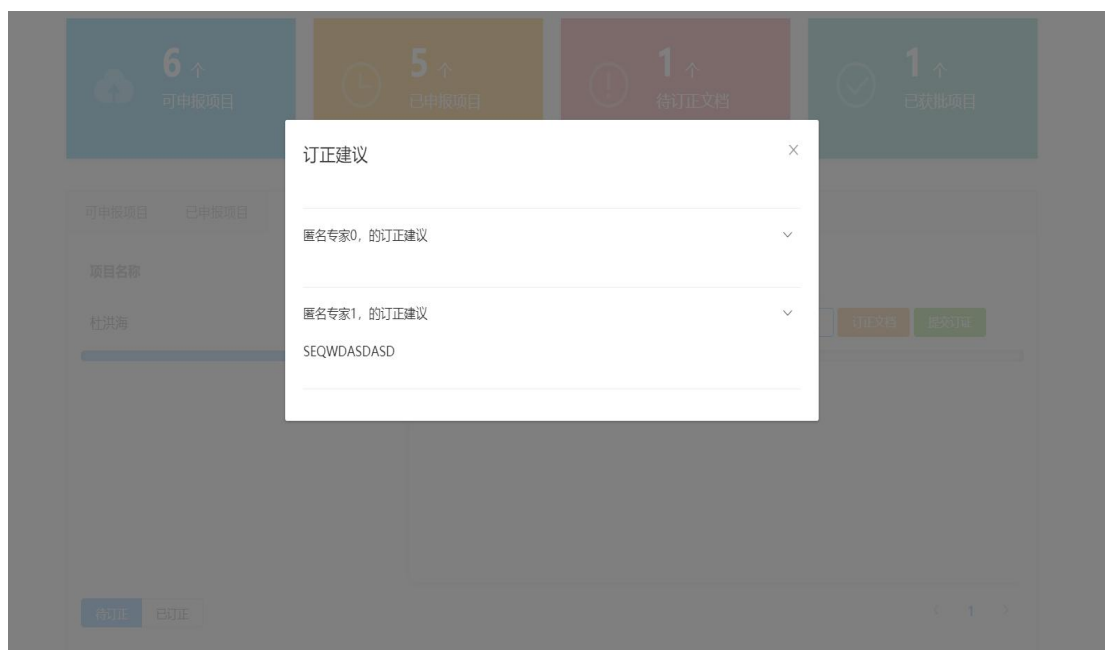 6 个
可申报项目
5 个
已申报项目
1 个
待订正文档
1 个
已获批项目
订正建议
可申报项目 已申报项目
匿名专家0，的订正建议
项目名称
匿名专家1，的订正建议
杜洪海
订正文档 提交订正
SEQWDASDASD
待订正 已订正
1